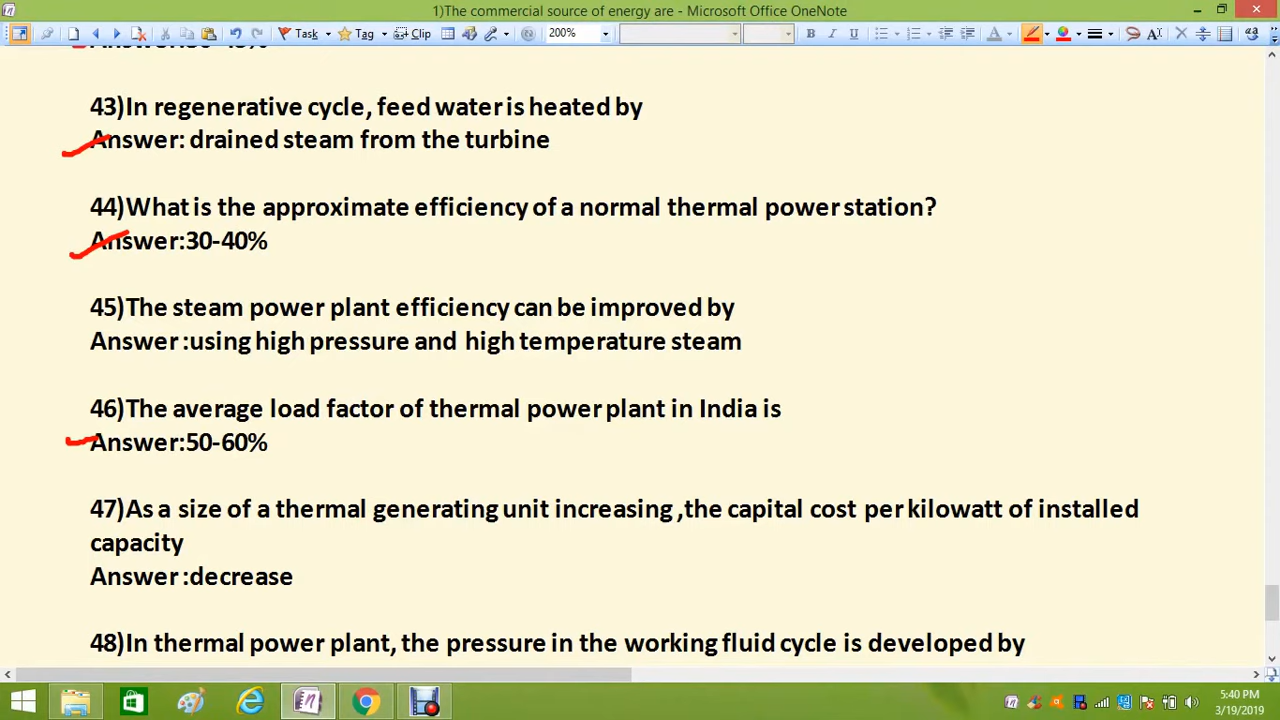 1)The commercial source of energy are - Microsoft Office OneNote
Task Tag Clip 200% B I U
43)In regenerative cycle, feed water is heated by
Answer: drained steam from the turbine
44)What is the approximate efficiency of a normal thermal power station?
Answer:30-40%
45)The steam power plant efficiency can be improved by
Answer :using high pressure and high temperature steam
46)The average load factor of thermal power plant in India is
Answer:50-60%
47)As a size of a thermal generating unit increasing ,the capital cost per kilowatt of installed
capacity
Answer :decrease
48)In thermal power plant, the pressure in the working fluid cycle is developed by
5:40 PM
3/19/2019